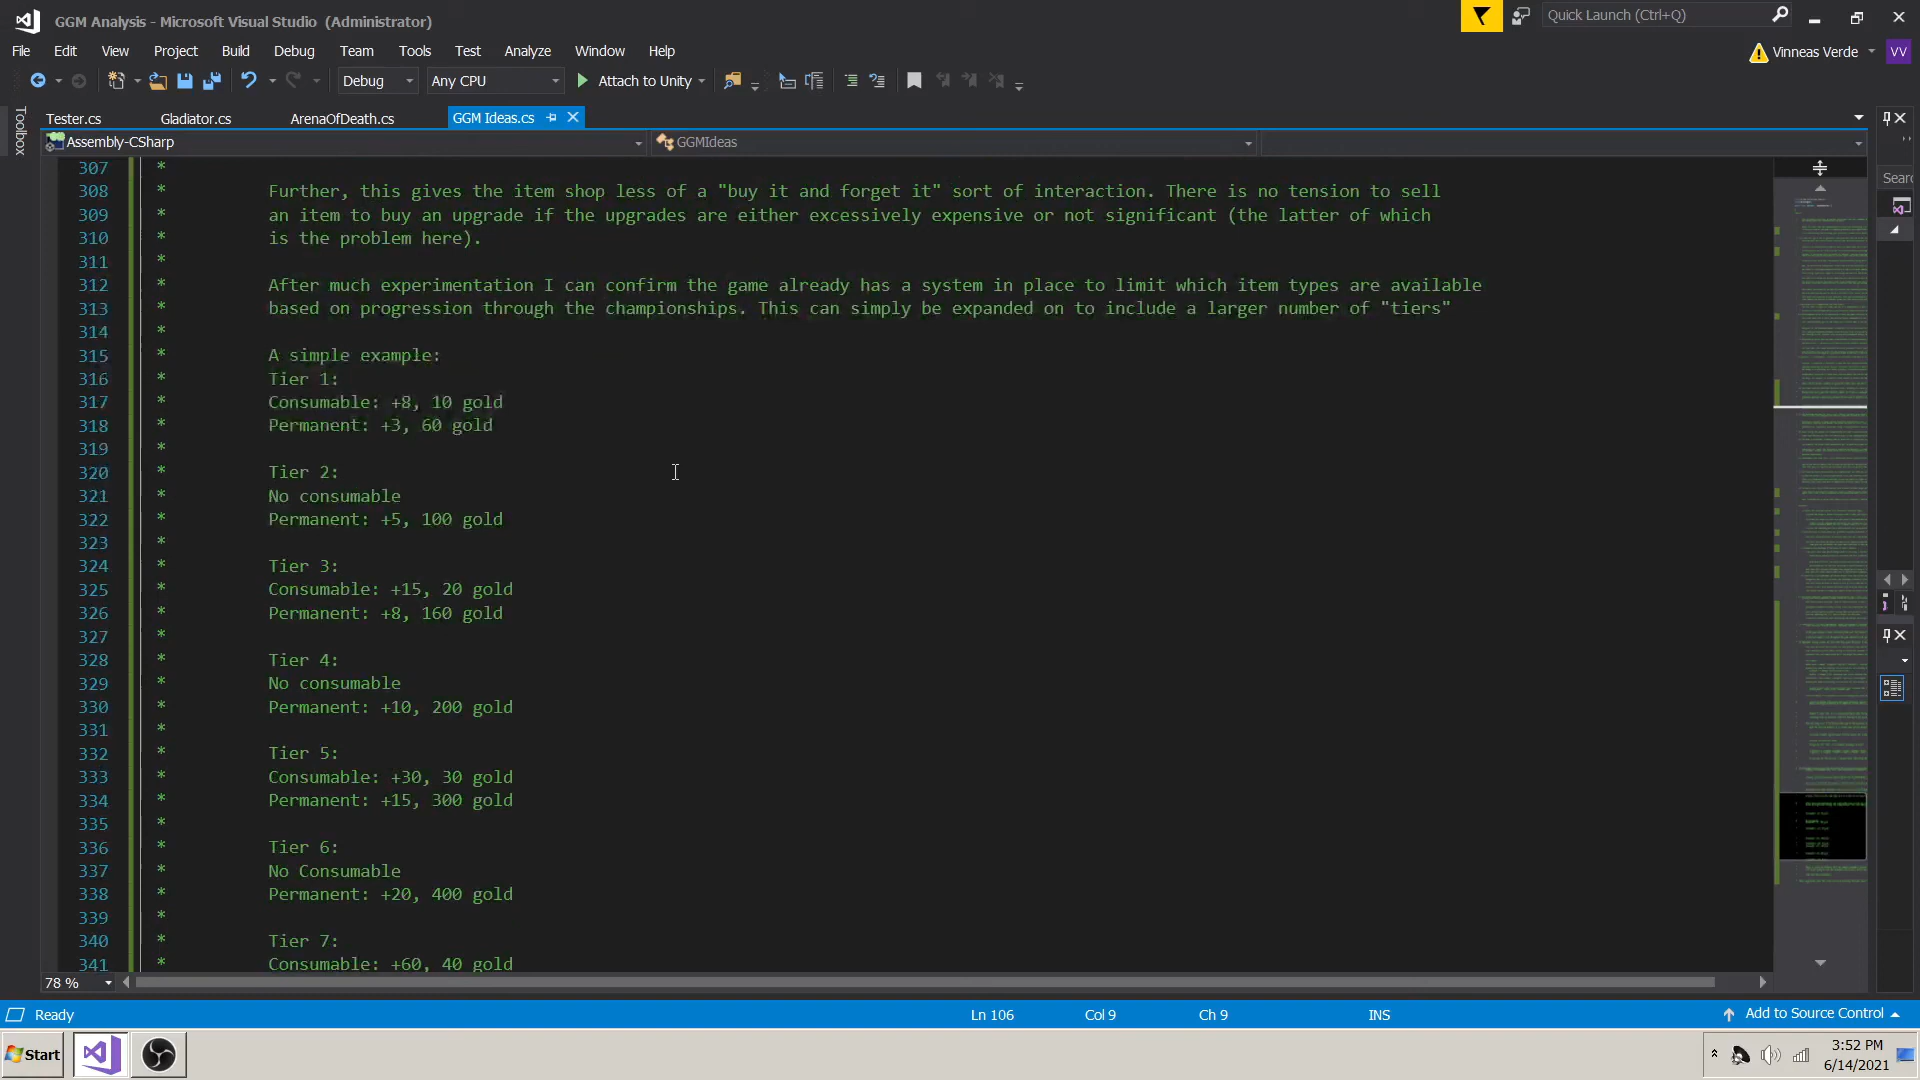 GGM Analysis - Microsoft Visual Studio (Administrator)
Quick Launch (Ctrl+Q)
File Edit View Project Build Debug Team Tools Test Analyze Window Help
Vinneas Verde VV
Debug Any CPU Attach to Unity
Toolbox
Tester.cs Gladiator.cs ArenaOfDeath.cs GGM Ideas.cs
Assembly-CSharp GGMIdeas
307 *
308 * Further, this gives the item shop less of a "buy it and forget it" sort of interaction. There is no tension to sell
309 * an item to buy an upgrade if the upgrades are either excessively expensive or not significant (the latter of which
310 * is the problem here).
311 *
312 * After much experimentation I can confirm the game already has a system in place to limit which item types are available
313 * based on progression through the championships. This can simply be expanded on to include a larger number of "tiers"
314 *
315 * A simple example:
316 * Tier 1:
317 * Consumable: +8, 10 gold
318 * Permanent: +3, 60 gold
319 *
320 * Tier 2:
321 * No consumable
322 * Permanent: +5, 100 gold
323 *
324 * Tier 3:
325 * Consumable: +15, 20 gold
326 * Permanent: +8, 160 gold
327 *
328 * Tier 4:
329 * No consumable
330 * Permanent: +10, 200 gold
331 *
332 * Tier 5:
333 * Consumable: +30, 30 gold
334 * Permanent: +15, 300 gold
335 *
336 * Tier 6:
337 * No Consumable
338 * Permanent: +20, 400 gold
339 *
340 * Tier 7:
341 * Consumable: +60, 40 gold
Sear
78 %
Ready Ln 106 Col 9 Ch 9 INS Add to Source Control
Start
3:52 PM
6/14/2021